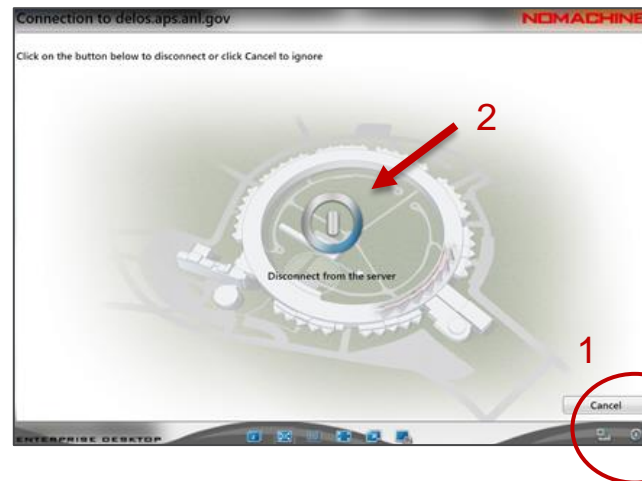 Connection to delos.aps.anl.gov
NOMACHINE
Click on the button below to disconnect or click Cancel to ignore
2
Disconnect from the server
1
Cancel
ENTERPRISE DESKTOP